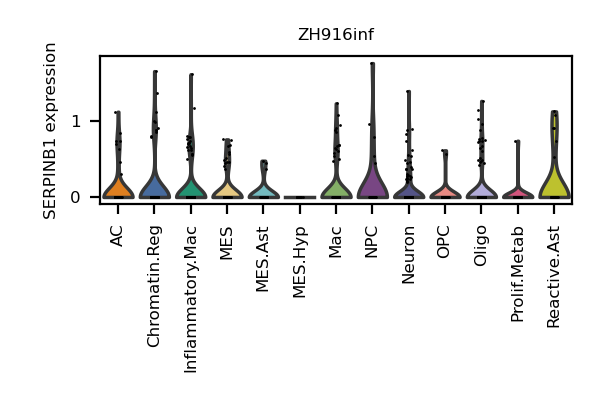 ZH916inf
SERPINB1 expression
1
0
AC
Chromatin.Reg
Inflammatory.Mac
MES
MES.Ast
MES.Hyp
Mac
NPC
Neuron
OPC
Oligo
Prolif.Metab
Reactive.Ast